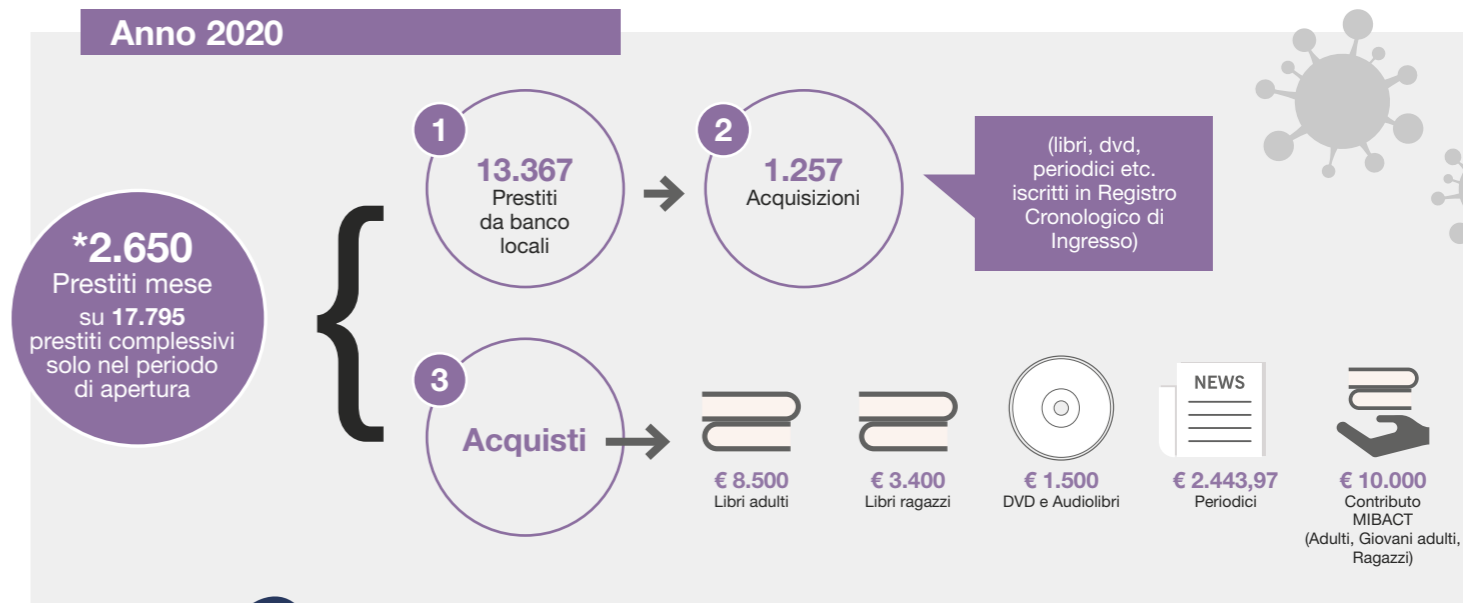 Anno 2020
*2.650
Prestiti mese
su 17.795
prestiti complessivi
solo nel periodo
di apertura
{
1
13.367
Prestiti
da banco
locali
2
1.257
Acquisizioni
(libri, dvd,
periodici etc.
iscritti in Registro
Cronologico di
Ingresso)
3
Acquisti
€ 8.500
Libri adulti
€ 3.400
Libri ragazzi
€ 1.500
DVD e Audiolibri
NEWS
€ 2.443,97
Periodici
€ 10.000
Contributo
MIBACT
(Adulti, Giovani adulti,
Ragazzi)